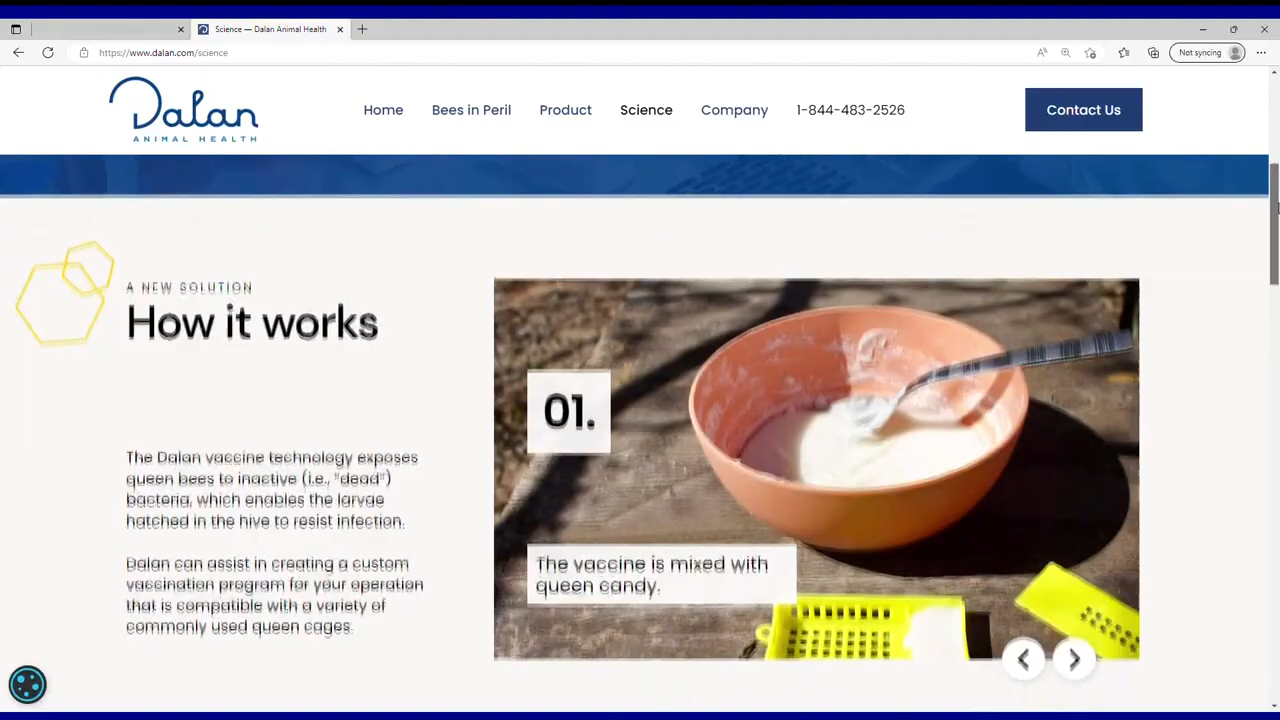 Science — Dalan Animal Health
https://www.dalan.com/science
Not syncing
Dalan
ANIMAL HEALTH
Home
Bees in Peril
Product
Science
Company
1-844-483-2526
Contact Us
A NEW SOLUTION
How it works
The Dalan vaccine technology exposes
queen bees to inactive (i.e., "dead")
bacteria, which enables the larvae
hatched in the hive to resist infection.
Dalan can assist in creating a custom
vaccination program for your operation
that is compatible with a variety of
commonly used queen cages.
01.
The vaccine is mixed with
queen candy.